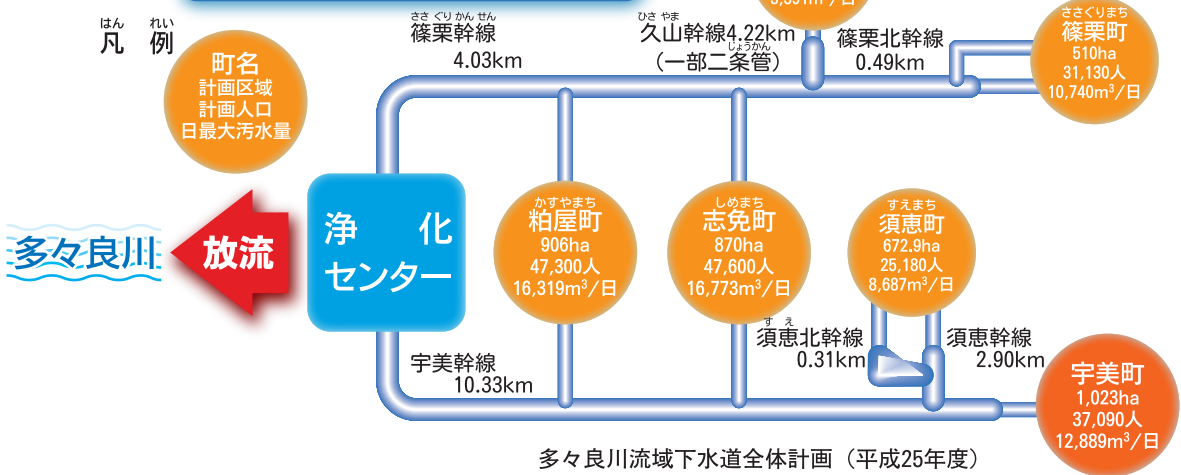 凡例
はん れい
町名
計画区域
計画人口
日最大汚水量
ささ ぐり かん せん
篠栗幹線
4.03km
ひさ やま
久山幹線4.22km
じょうかん
(一部二条管)
篠栗北幹線
0.49km
ささぐりまち
篠栗町
510ha
31,130人
10,740m³/日
多々良川
放流
浄化
センター
かすやまち
粕屋町
906ha
47,300人
16,319m³/日
しめまち
志免町
870ha
47,600人
16,773m³/日
すえまち
須恵町
672.9ha
25,180人
8,687m³/日
す え
須恵北幹線
0.31km
須恵幹線
2.90km
宇美幹線
10.33km
宇美町
1,023ha
37,090人
12,889m³/日
多々良川流域下水道全体計画(平成25年度)